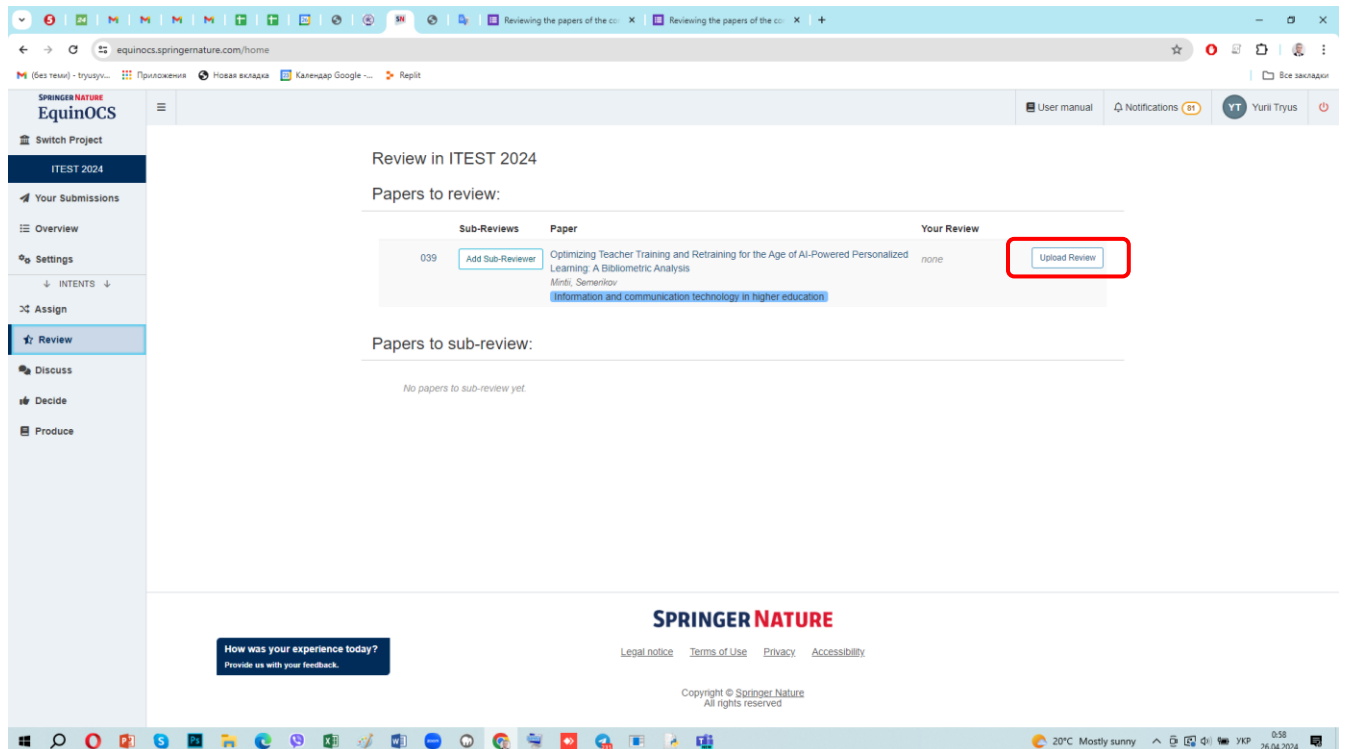 24
SN
Reviewing the papers of the co
Reviewing the papers of the co
equinocs.springernature.com/home
(без теми) - tryusyv...
Приложения
Новая вкладка
Календар Google -...
Replit
Все закладки
SPRINGER NATURE
EquinOCS
User manual
Notifications 81
YT
Yurii Tryus
Switch Project
ITEST 2024
Your Submissions
Overview
Settings
↓ INTENTS ↓
Assign
Review
Discuss
Decide
Produce
Review in ITEST 2024
Papers to review:
Sub-Reviews Paper Your Review
039 Add Sub-Reviewer Optimizing Teacher Training and Retraining for the Age of AI-Powered Personalized none Upload Review
Learning: A Bibliometric Analysis
Mintii, Semerikov
Information and communication technology in higher education
Papers to sub-review:
No papers to sub-review yet.
How was your experience today?
Provide us with your feedback.
SPRINGER NATURE
Legal notice Terms of Use Privacy Accessibility
Copyright © Springer Nature
All rights reserved
20°C Mostly sunny
УКР
0:58
26.04.2024